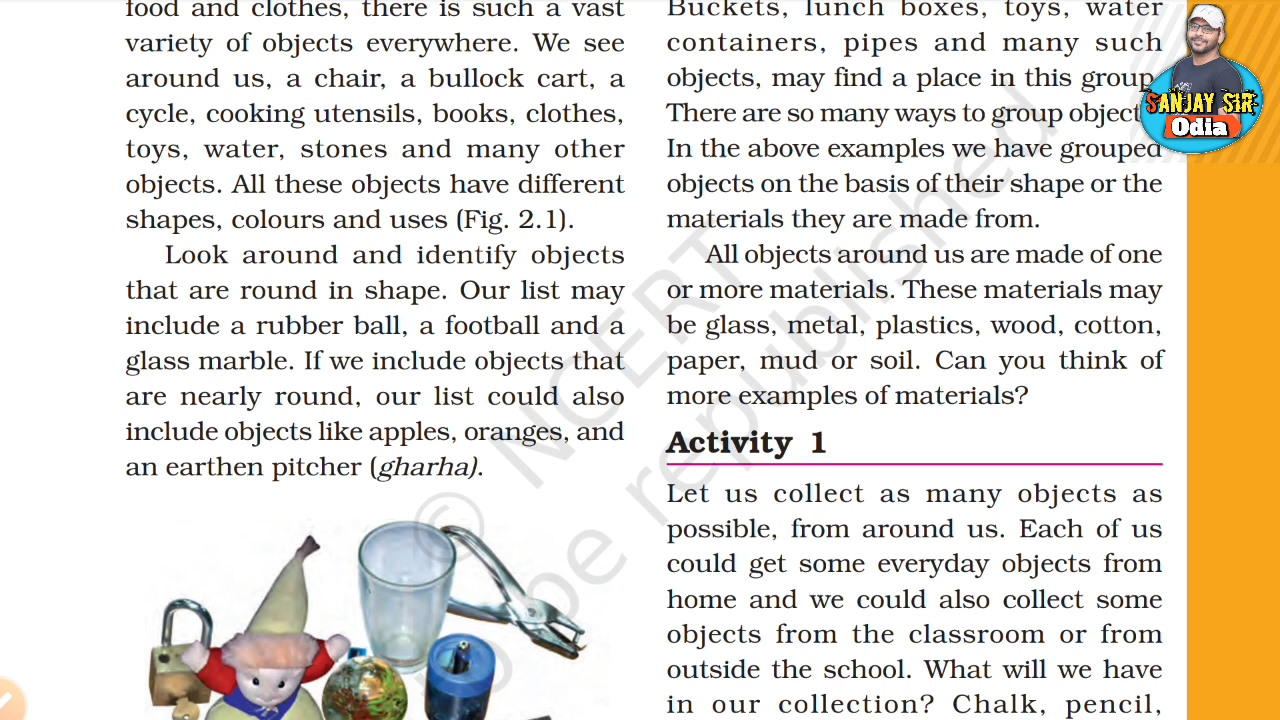 food and clothes, there is such a vast
variety of objects everywhere. We see
around us, a chair, a bullock cart, a
cycle, cooking utensils, books, clothes,
toys, water, stones and many other
objects. All these objects have different
shapes, colours and uses (Fig. 2.1).
Look around and identify objects
that are round in shape. Our list may
include a rubber ball, a football and a
glass marble. If we include objects that
are nearly round, our list could also
include objects like apples, oranges, and
an earthen pitcher (gharha).
Buckets, lunch boxes, toys, water
containers, pipes and many such
objects, may find a place in this group.
There are so many ways to group
In the above examples we have grouped
objects on the basis of their shape or the
materials they are made from.
All objects around us are made of one
or more materials. These materials may
be glass, metal, plastics, wood, cotton,
paper, mud or soil. Can you think of
more examples of materials?
Activity 1
Let us collect as many objects as
possible, from around us. Each of us
could get some everyday objects from
home and we could also collect some
objects from the classroom or from
outside the school. What will we have
in our collection? Chalk, pencil,
© NCERT
be republished
SANJAY SIR
Odia